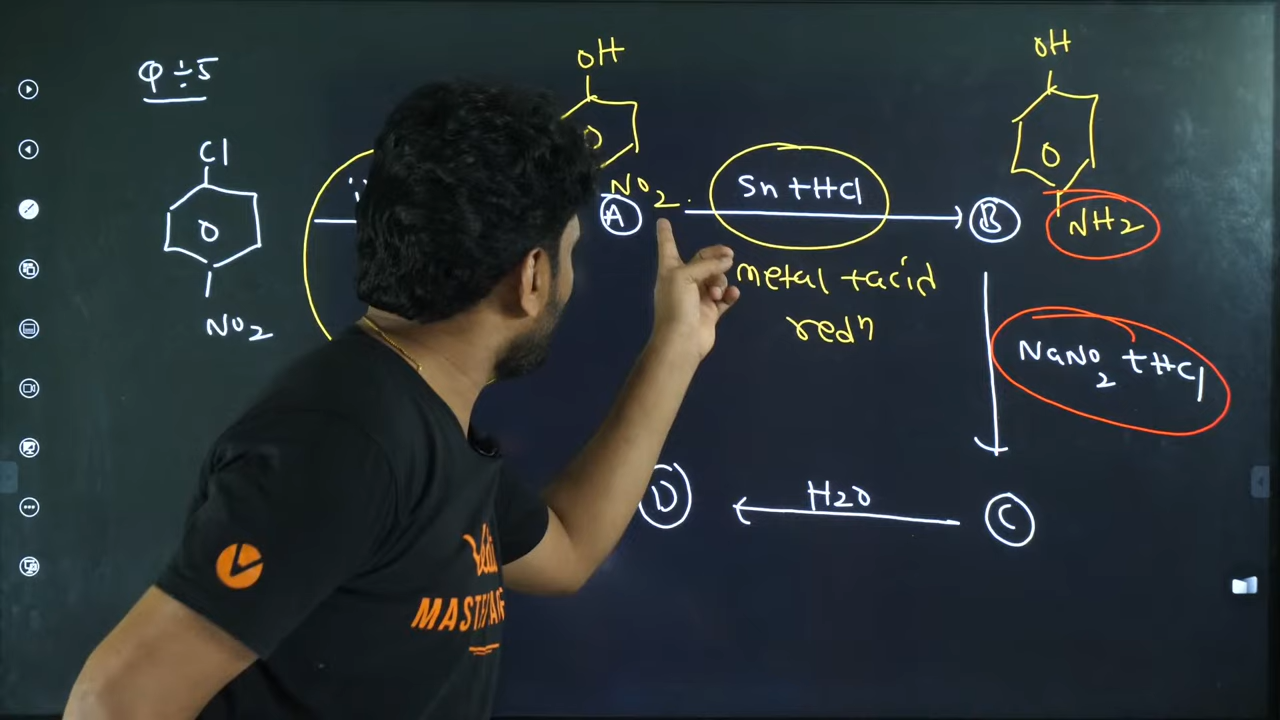 Q ÷ 5
Cl
NO2
OH
NO2
A
Sn + HCl
metal + acid
redn
B
OH
NH2
NaNO2 + HCl
C
H2O
D